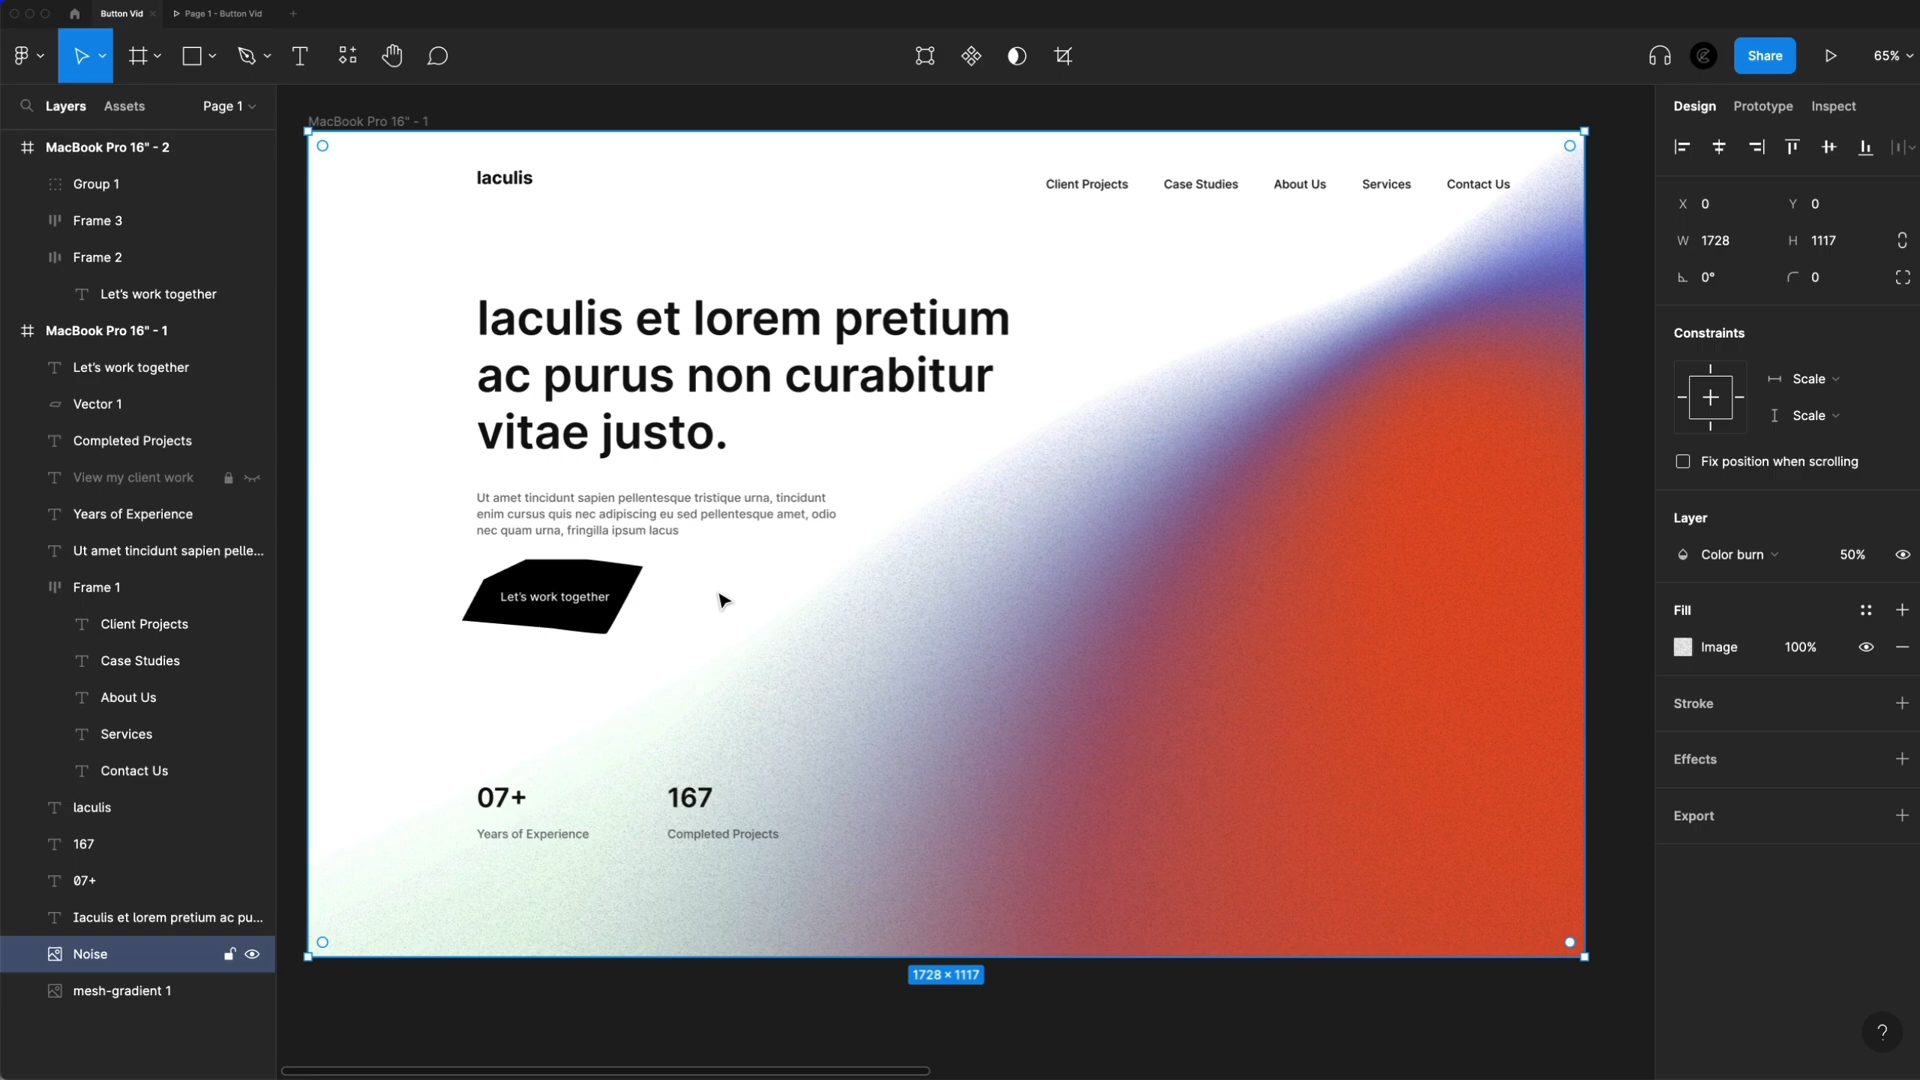 Button Vid
Page 1 - Button Vid
Share
65%
Layers
Assets
Page 1
MacBook Pro 16" - 2
Group 1
Frame 3
Frame 2
Let's work together
MacBook Pro 16" - 1
Let's work together
Vector 1
Completed Projects
View my client work
Years of Experience
Ut amet tincidunt sapien pelle...
Frame 1
Client Projects
Case Studies
About Us
Services
Contact Us
Iaculis
167
07+
Iaculis et lorem pretium ac pu...
Noise
mesh-gradient 1
MacBook Pro 16" - 1
Iaculis
Client Projects
Case Studies
About Us
Services
Contact Us
Iaculis et lorem pretium
ac purus non curabitur
vitae justo.
Ut amet tincidunt sapien pellentesque tristique urna, tincidunt
enim cursus quis nec adipiscing eu sed pellentesque amet, odio
nec quam urna, fringilla ipsum lacus
Let's work together
07+
167
Years of Experience
Completed Projects
1728 × 1117
Design
Prototype
Inspect
X 0
Y 0
W 1728
H 1117
0°
0
Constraints
Scale
Scale
Fix position when scrolling
Layer
Color burn
50%
Fill
Image
100%
Stroke
Effects
Export
?